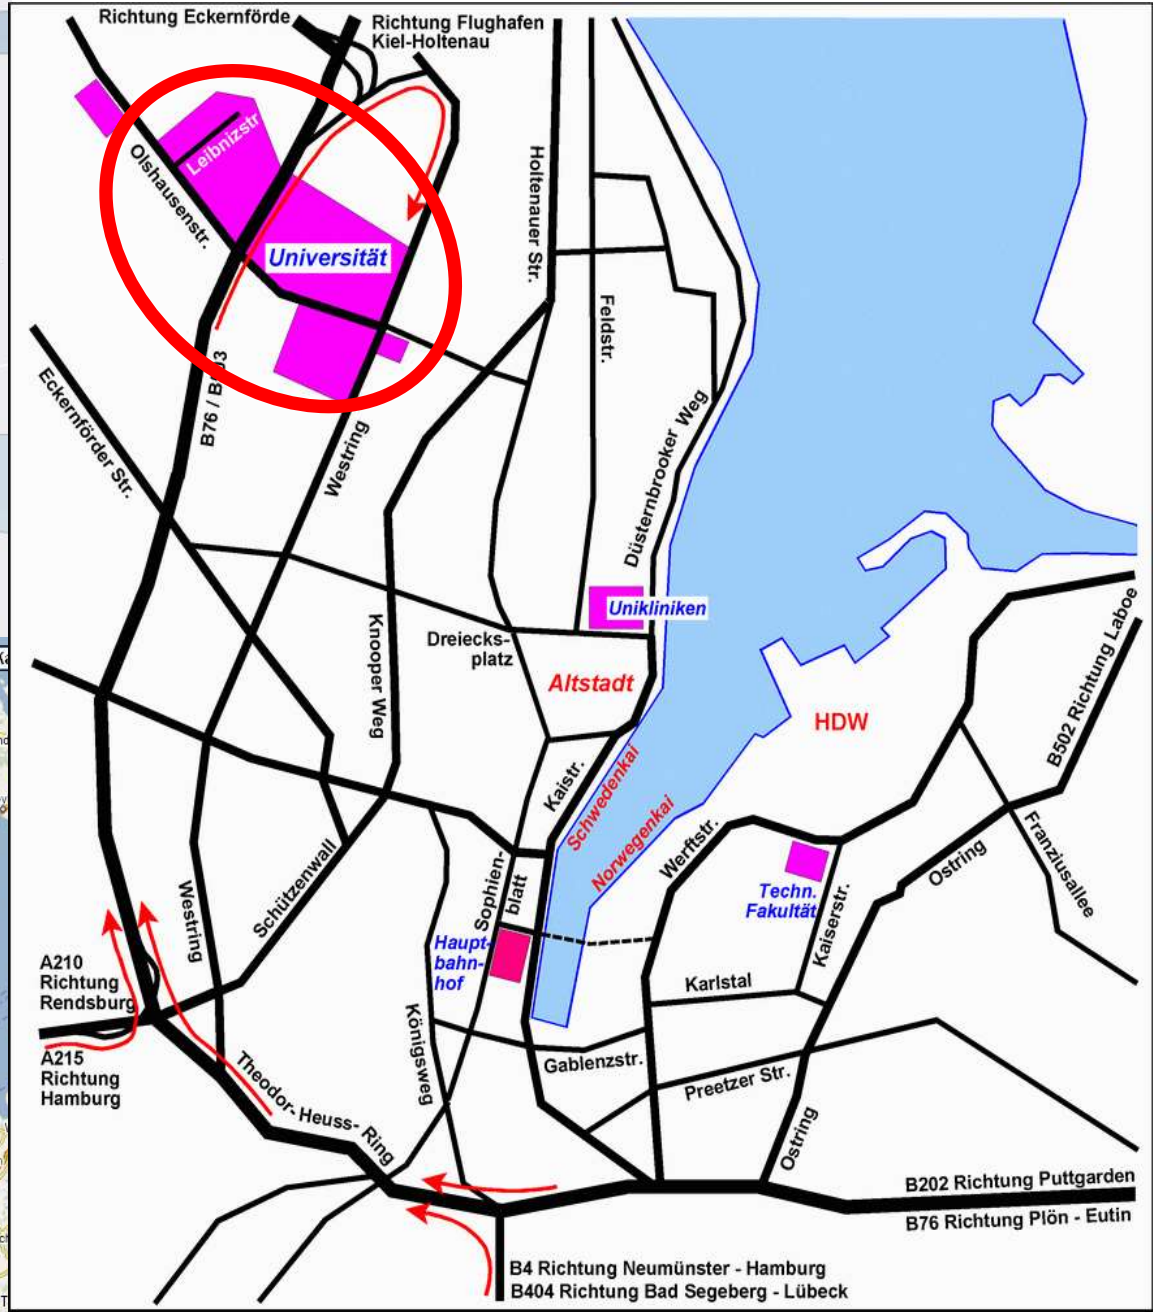 Richtung Eckernförde
Richtung Flughafen
Kiel-Holtenau
Leibnizstr
Olshausenstr.
Universität
Holtenauer Str.
Feldstr.
B76 / B503
Eckernförder Str.
Westring
Düsternbrooker Weg
Unikliniken
Dreiecks-
platz
Knooper Weg
Altstadt
HDW
B502 Richtung Laboe
Kaistr.
Schwedenkai
Norwegenkai
Werftstr.
Techn.
Fakultät
Kaiserstr.
Ostring
Franziusallee
Schützenwall
Westring
Sophien-
blatt
Haupt-
bahn-
hof
A210
Richtung
Rendsburg
A215
Richtung
Hamburg
Karlstal
Königsweg
Gablenzstr.
Preetzer Str.
Theodor-Heuss-Ring
Ostring
B202 Richtung Puttgarden
B76 Richtung Plön - Eutin
B4 Richtung Neumünster - Hamburg
B404 Richtung Bad Segeberg - Lübeck